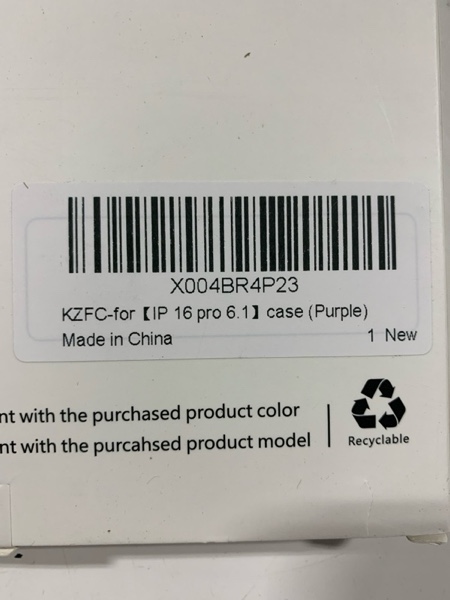 X004BR4P23
KZFC-for【IP 16 pro 6.1】case (Purple)
Made in China 1 New
nt with the purchased product color
nt with the purcahsed product model
Recyclable